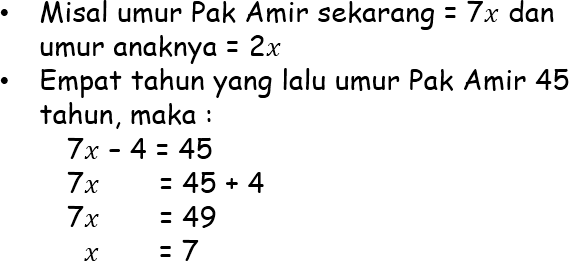 • Misal umur Pak Amir sekarang = 7x dan
umur anaknya = 2x
• Empat tahun yang lalu umur Pak Amir 45
tahun, maka :
7x – 4 = 45
7x = 45 + 4
7x = 49
x = 7